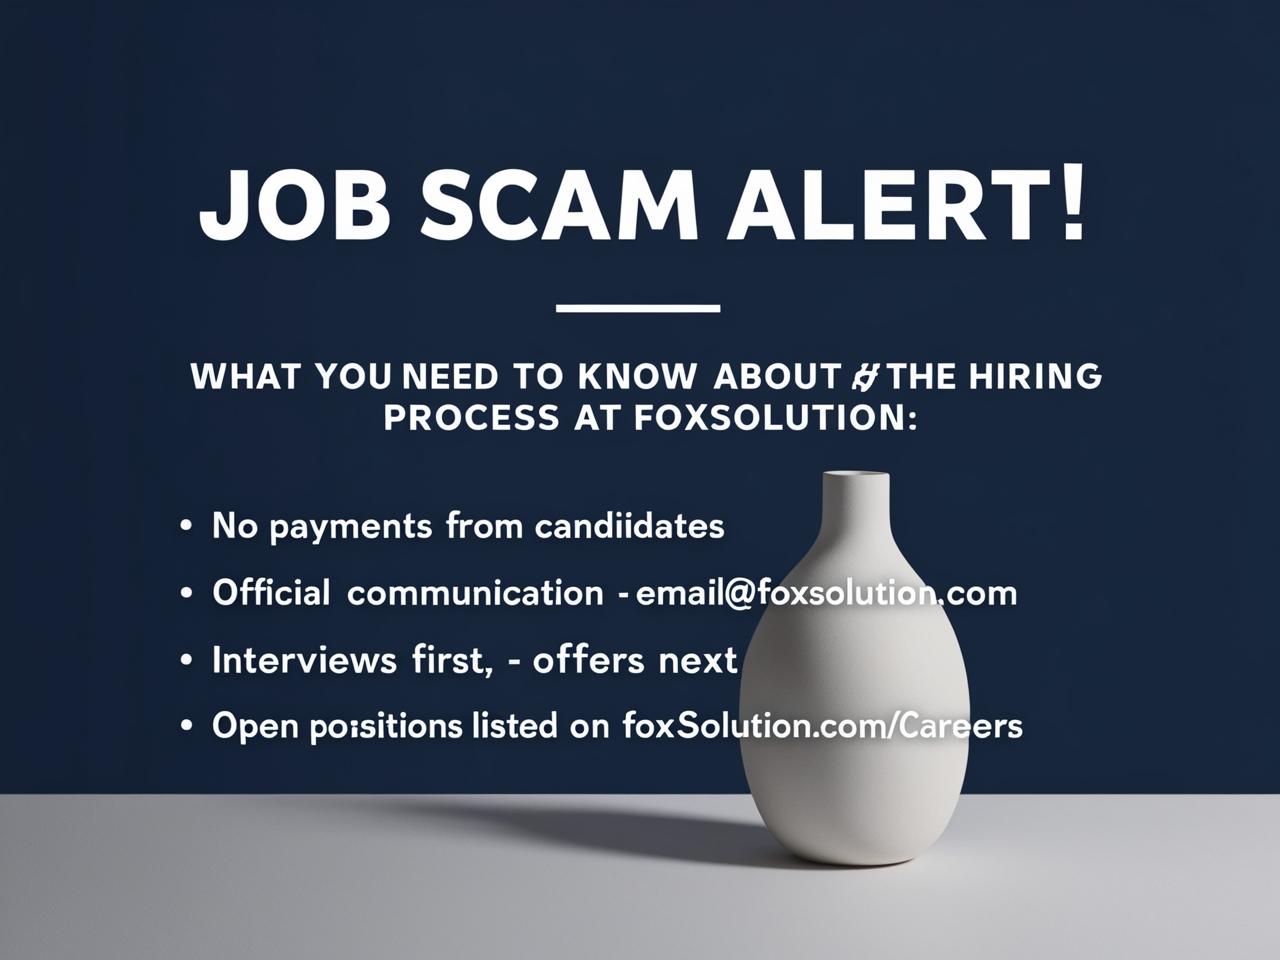 JOB SCAM ALERT!
WHAT YOU NEED TO KNOW ABOUT THE HIRING
PROCESS AT FOXSOLUTION:
• No payments from candiidates
• Official communication - email@foxsolution.com
• Interviews first, - offers next
• Open poisitions listed on foxSolution.com/Careers